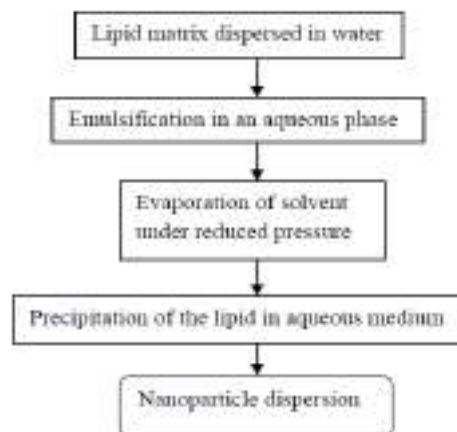 Lipid matrix dispersed in water
Emulsification in an aqueous phase
Evaporation of solvent
under reduced pressure
Precipitation of the lipid in aqueous medium
Nanoparticle dispersion